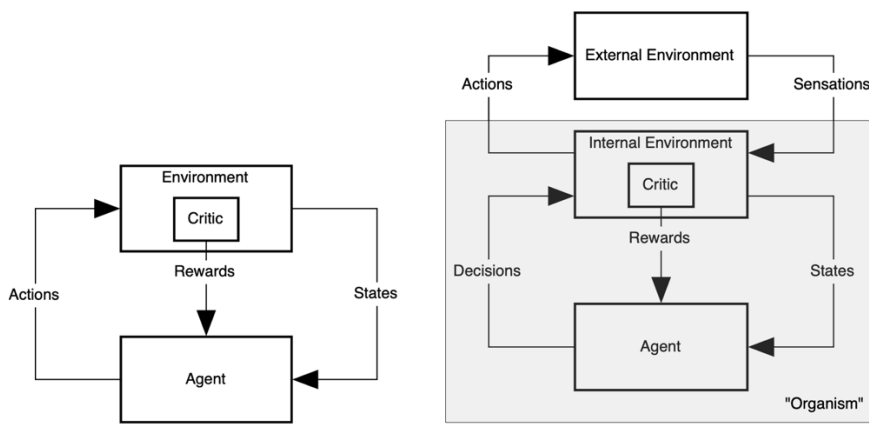 Environment
Critic
Rewards
Actions
States
Agent
External Environment
Actions
Sensations
Internal Environment
Critic
Rewards
Decisions
States
Agent
"Organism"